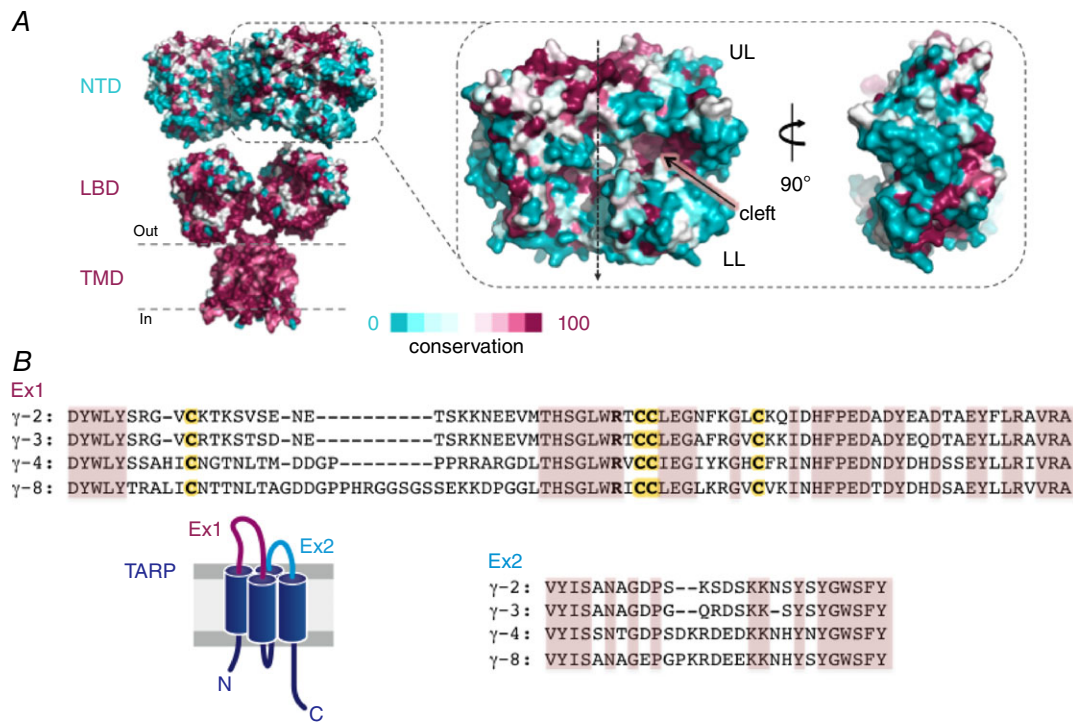 A
NTD
LBD
Out
TMD
In
0
100
conservation
UL
cleft
LL
90°
B
Ex1
γ-2: DYWLYSRG-VCKTKSVSEN-NE----------TSKKNEEVMTHSGLWRTCCLEGNFKGLCKQIDHFPEDADYEADTAEYFLRAVRA
γ-3: DYWLYSRG-VCRTKSTSDN-NE----------TSRKNEEVMTHSGLWRTCCLEGAFRGVCKKIDHFPEDADYEQDTAEYLLRAVRA
γ-4: DYWLYSSAHICNGTNLTM-DDGP--------PPRRARGDLTHSGLWRVCCIEGIYKGHCFRINHFPEDNDYDHDSSEYLLRIVRA
γ-8: DYWLYTRALICNTTNLTAGDDGPPHRGGSGSSEKKDPGGLTHSGLWRICCLEGLKRGVCVKINHFPEDTDYDHDSAEYLLRVVRA
Ex1
Ex2
TARP
N
C
Ex2
γ-2: VYISANAGDPS--KSDSKKNSYSYGWSFY
γ-3: VYISANAGDPG--QRDSKK-SYSYGWSFY
γ-4: VYISSNTGDPSDKRDEDKKNHYNYGWSFY
γ-8: VYISANAGEPGPKRDEEKKNHYSYGWSFY